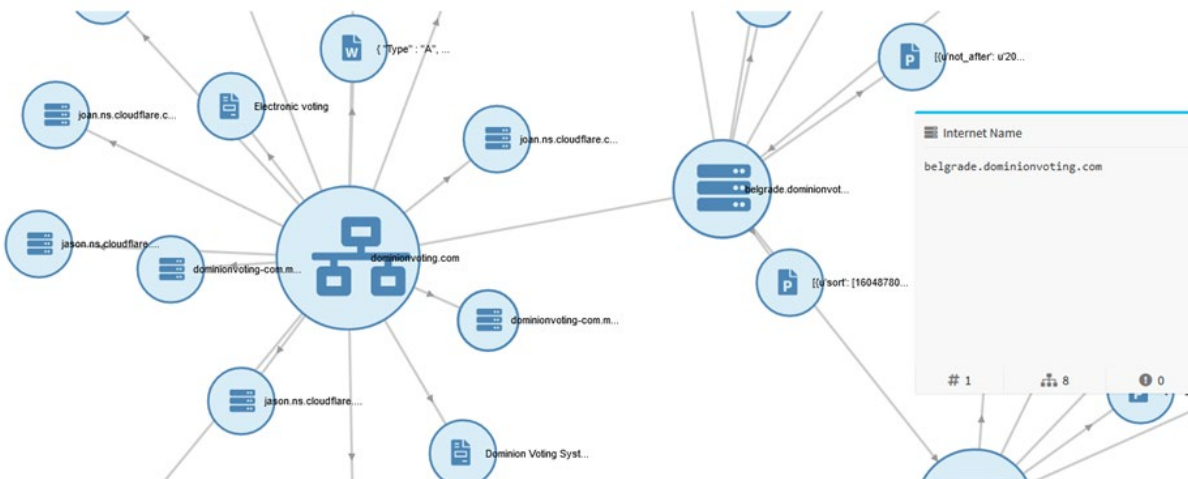 { "Type" : "A", ...
[{u'not_after': u'20...
Electronic voting
joan.ns.cloudflare.c...
joan.ns.cloudflare.c...
Internet Name
belgrade.dominionvoting.com
belgrade.dominionvot...
jason.ns.cloudflare....
dominionvoting.com
dominionvoting-com.m...
[{u'sort': [16048780...
dominionvoting-com.m...
# 1 8 0
jason.ns.cloudflare....
Dominion Voting Syst...